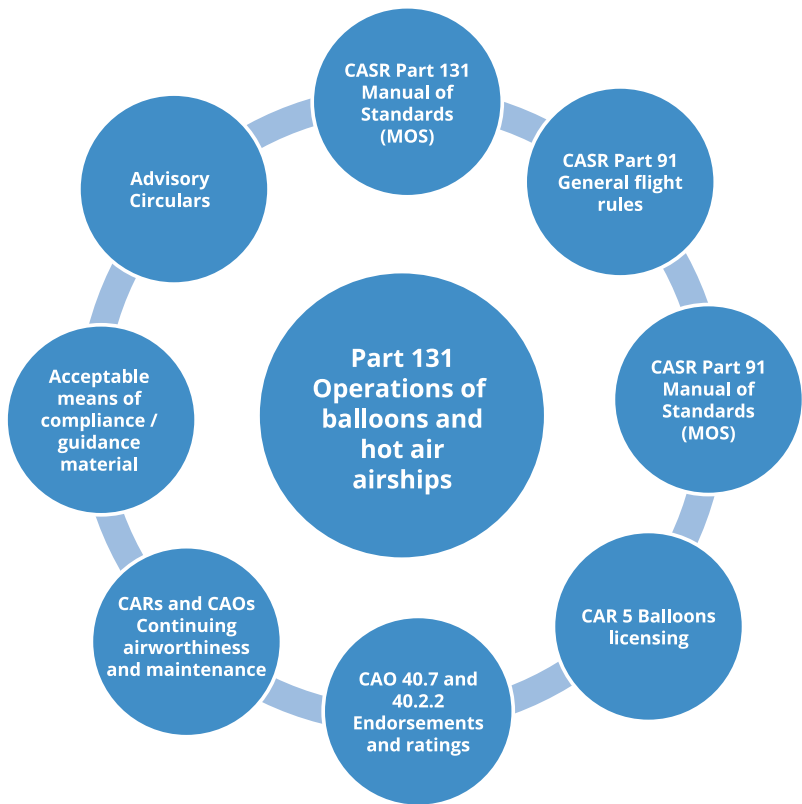 CASR Part 131
Manual of
Standards
(MOS)
CASR Part 91
General flight
rules
CASR Part 91
Manual of
Standards
(MOS)
CAR 5 Balloons
licensing
CAO 40.7 and
40.2.2
Endorsements
and ratings
CARs and CAOs
Continuing
airworthiness
and maintenance
Acceptable
means of
compliance /
guidance
material
Advisory
Circulars
Part 131
Operations of
balloons and
hot air
airships